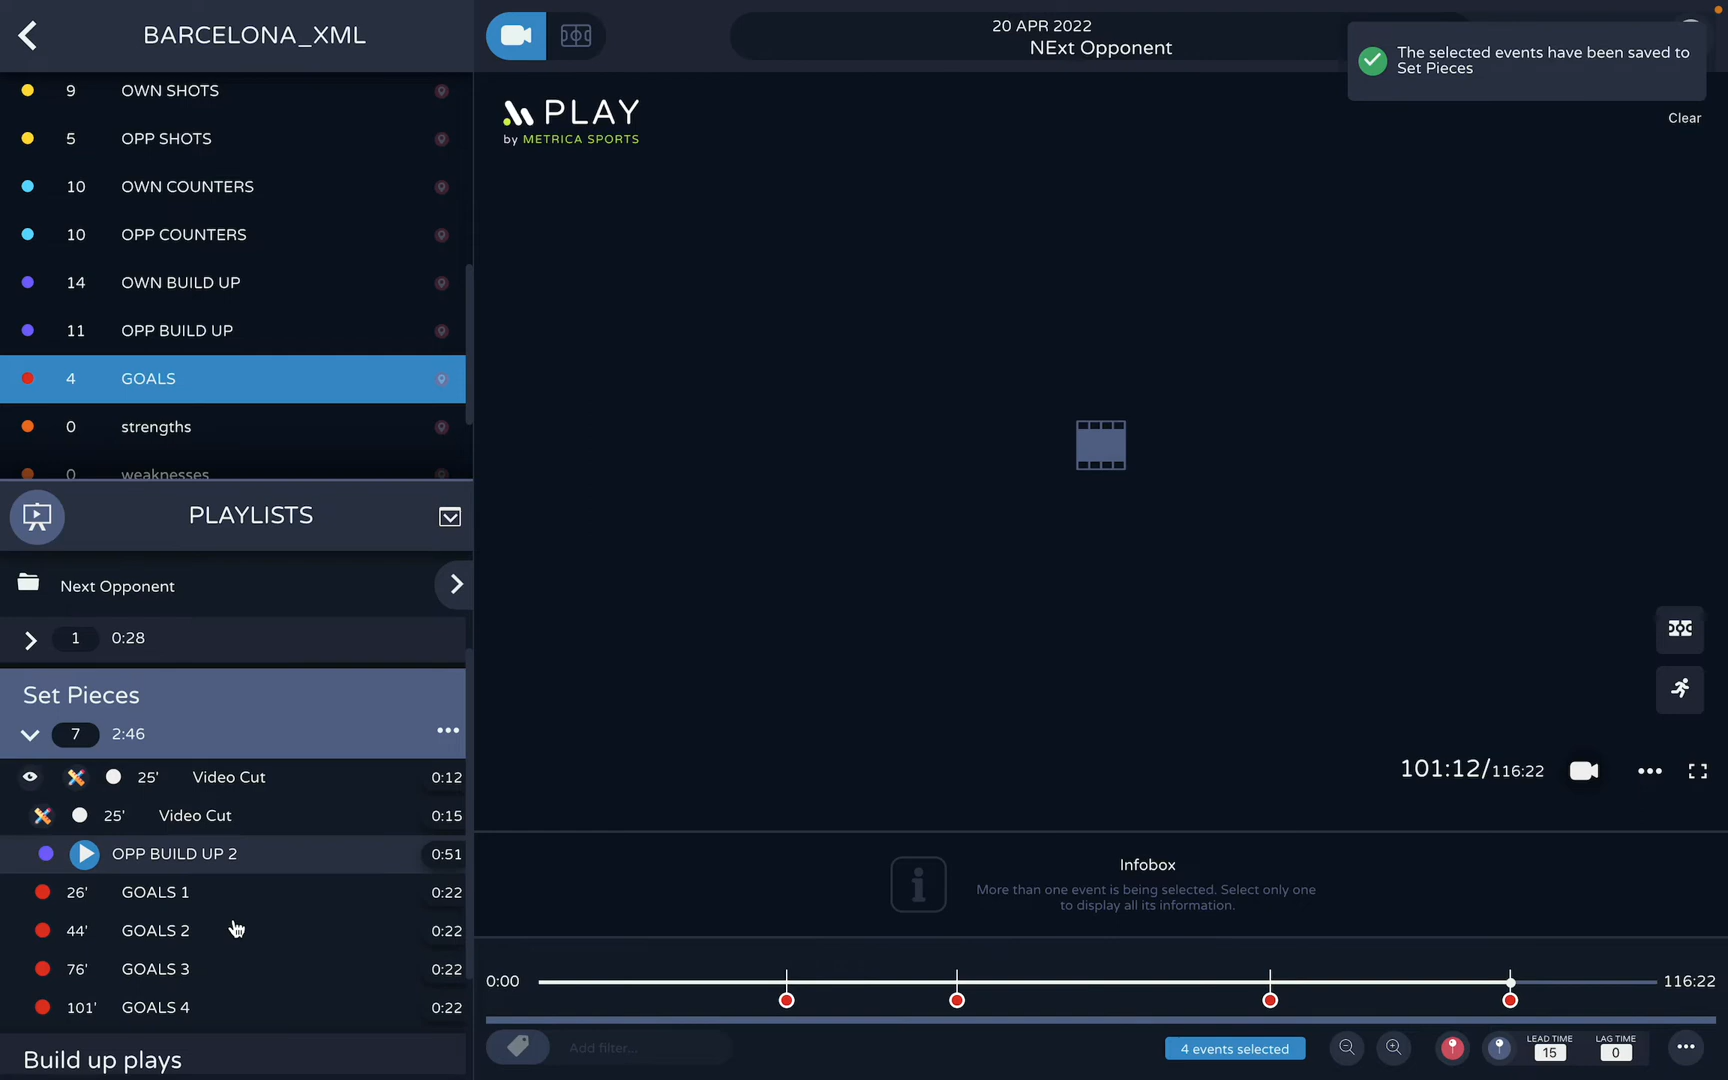 BARCELONA_XML
9 OWN SHOTS
5 OPP SHOTS
10 OWN COUNTERS
10 OPP COUNTERS
14 OWN BUILD UP
11 OPP BUILD UP
4 GOALS
0 strengths
0 weaknesses
PLAYLISTS
Next Opponent
1 0:28
Set Pieces
7 2:46
25' Video Cut 0:12
25' Video Cut 0:15
OPP BUILD UP 2 0:51
26' GOALS 1 0:22
44' GOALS 2 0:22
76' GOALS 3 0:22
101' GOALS 4 0:22
Build up plays
20 APR 2022
NExt Opponent
The selected events have been saved to
Set Pieces
Clear
PLAY
by METRICA SPORTS
101:12/116:22
Infobox
More than one event is being selected. Select only one
to display all its information.
0:00 116:22
Add filter...
4 events selected
LEAD TIME
15
LAG TIME
0